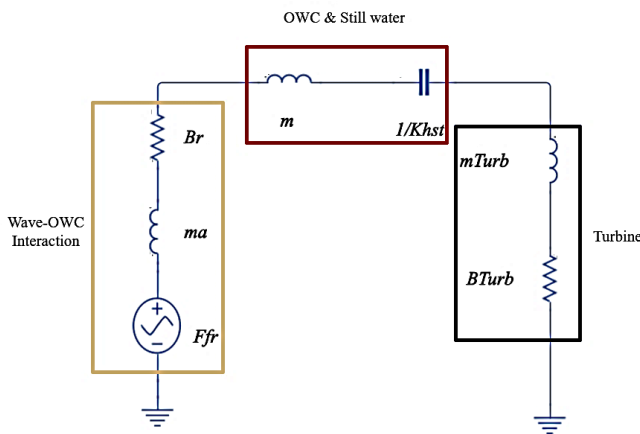 OWC & Still water
m
1/Khst
Br
mTurb
Wave-OWC
Interaction
ma
Turbine
BTurb
+
Ffr
−